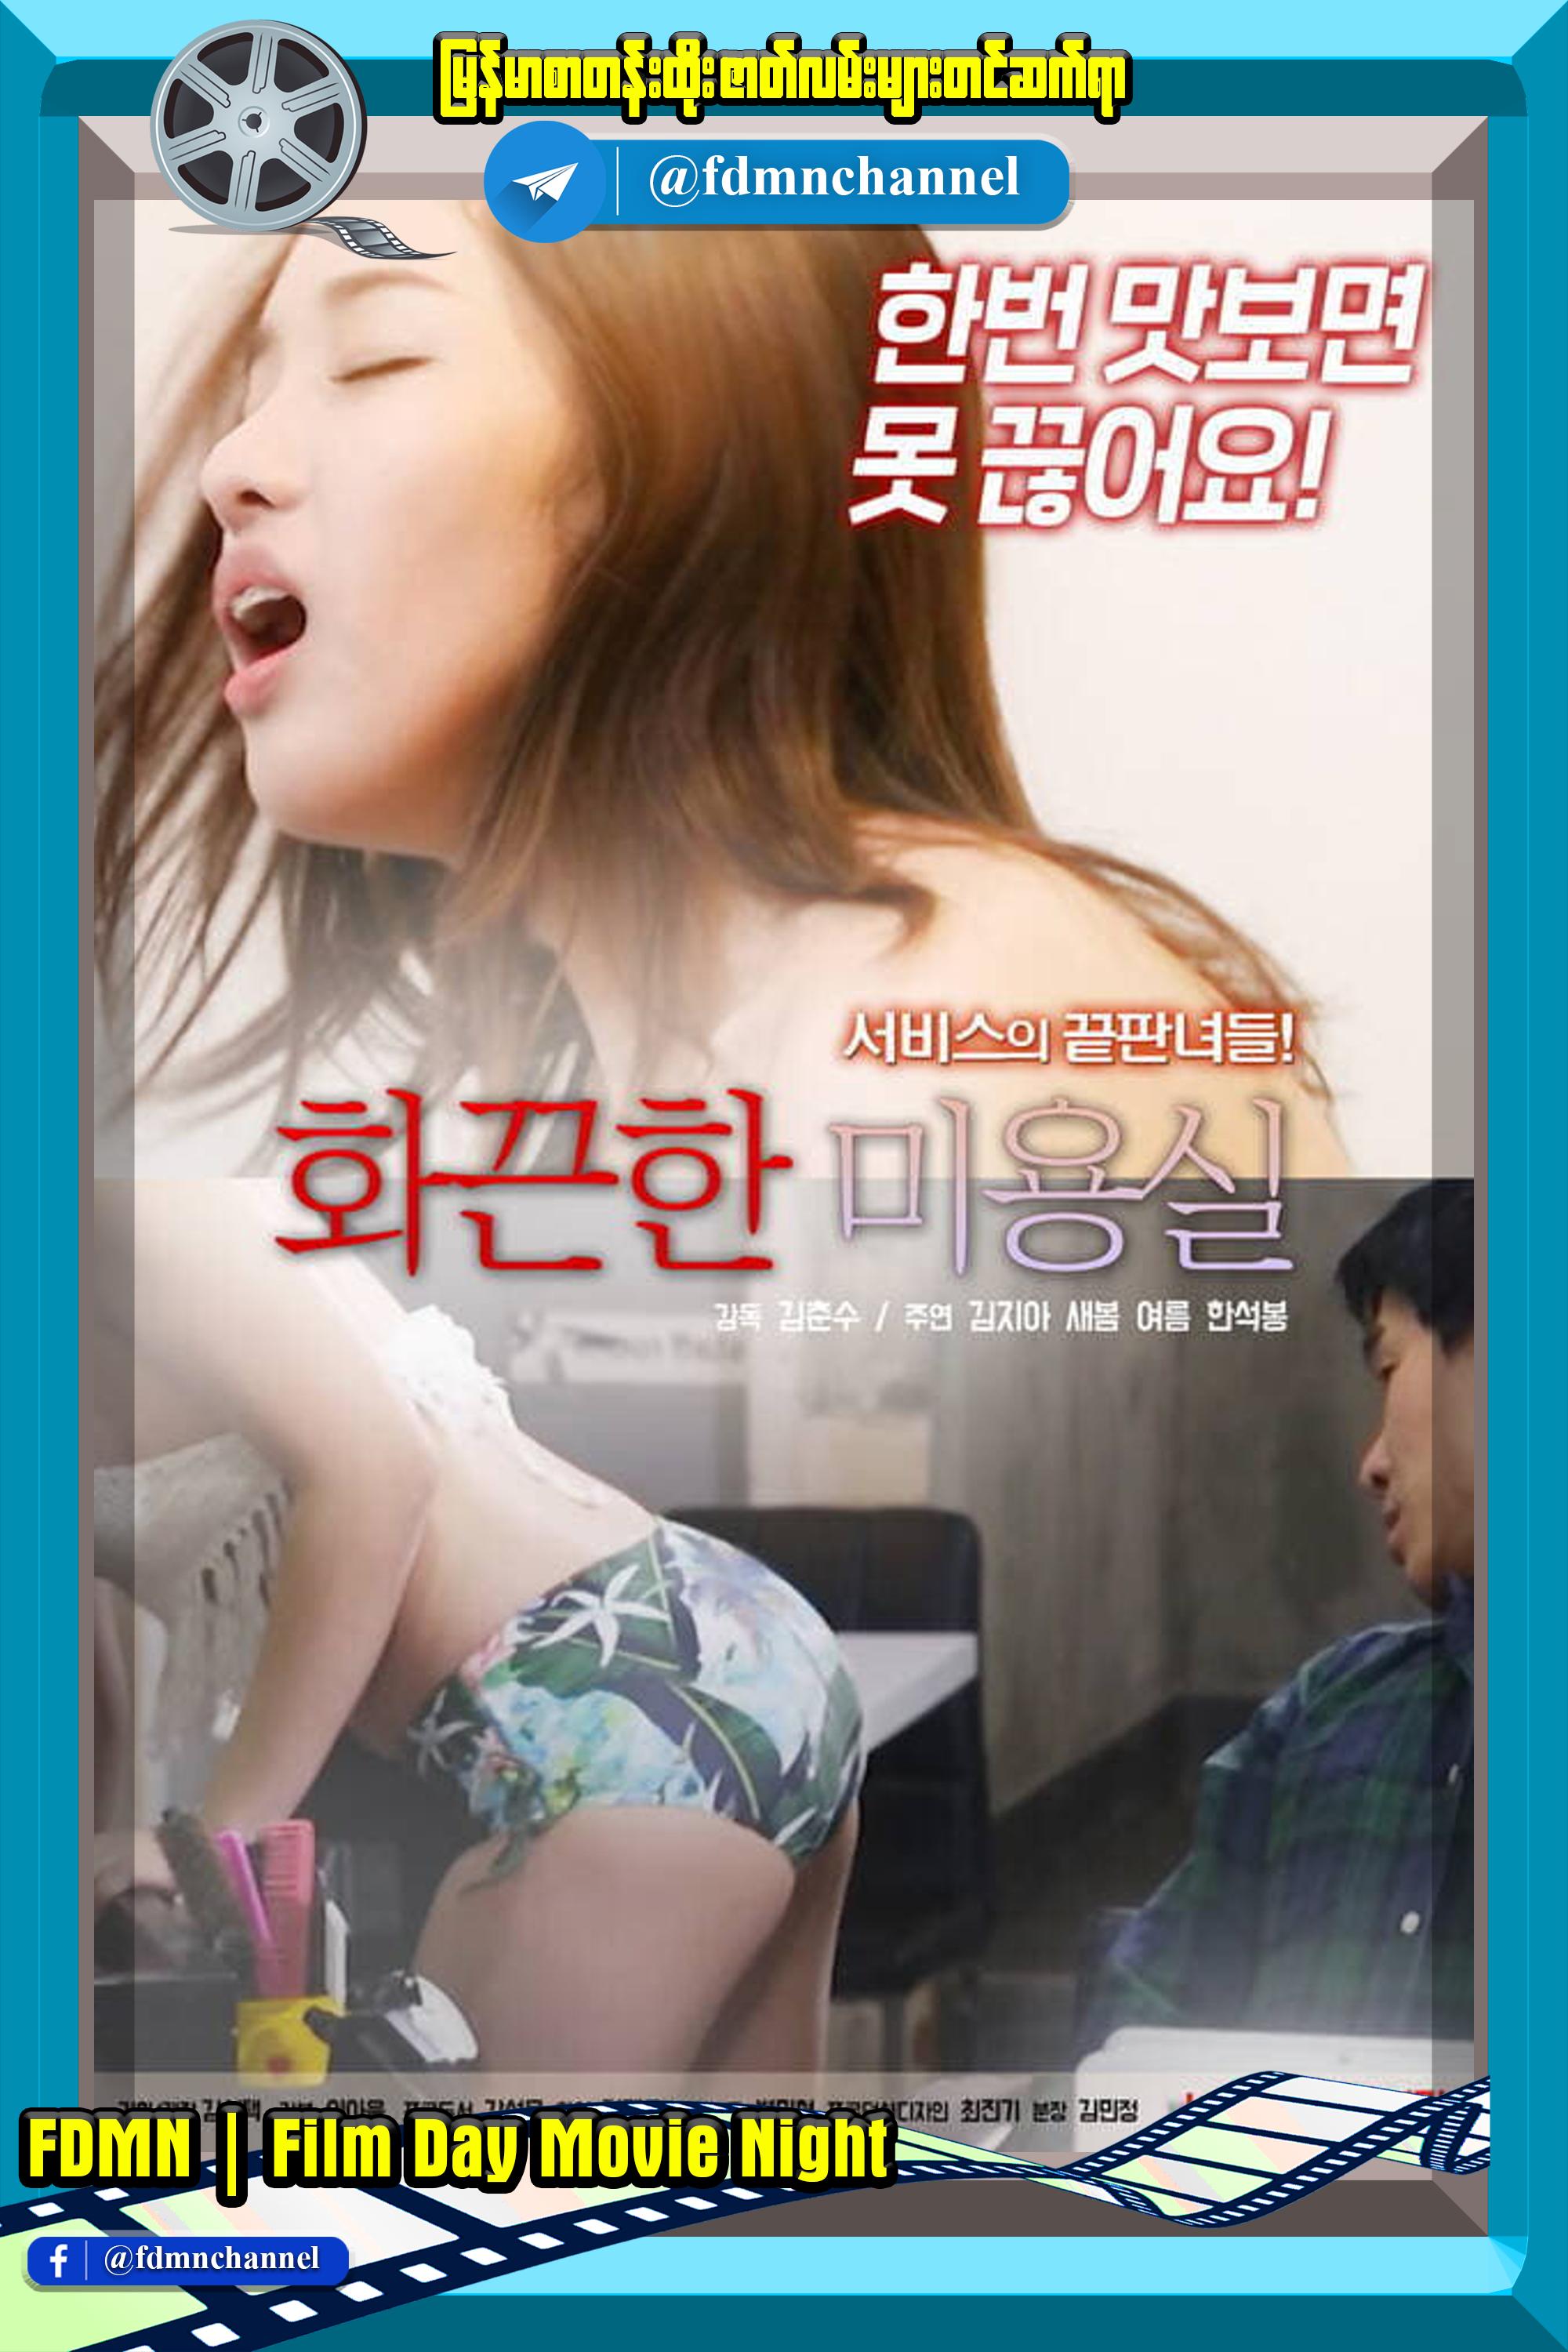 မြန်မာစာတန်းထိုး ဇာတ်လမ်းများတင်ဆက်ရာ
@fdmnchannel
한번 맛보면
못 끊어요!
서비스의 끝판녀들!
화끈한 미용실
감독 김춘수 / 주연 김지아 새봄 여름 한석봉
디자인 최진기 분장 김민정
FDMN | Film Day Movie Night
@fdmnchannel